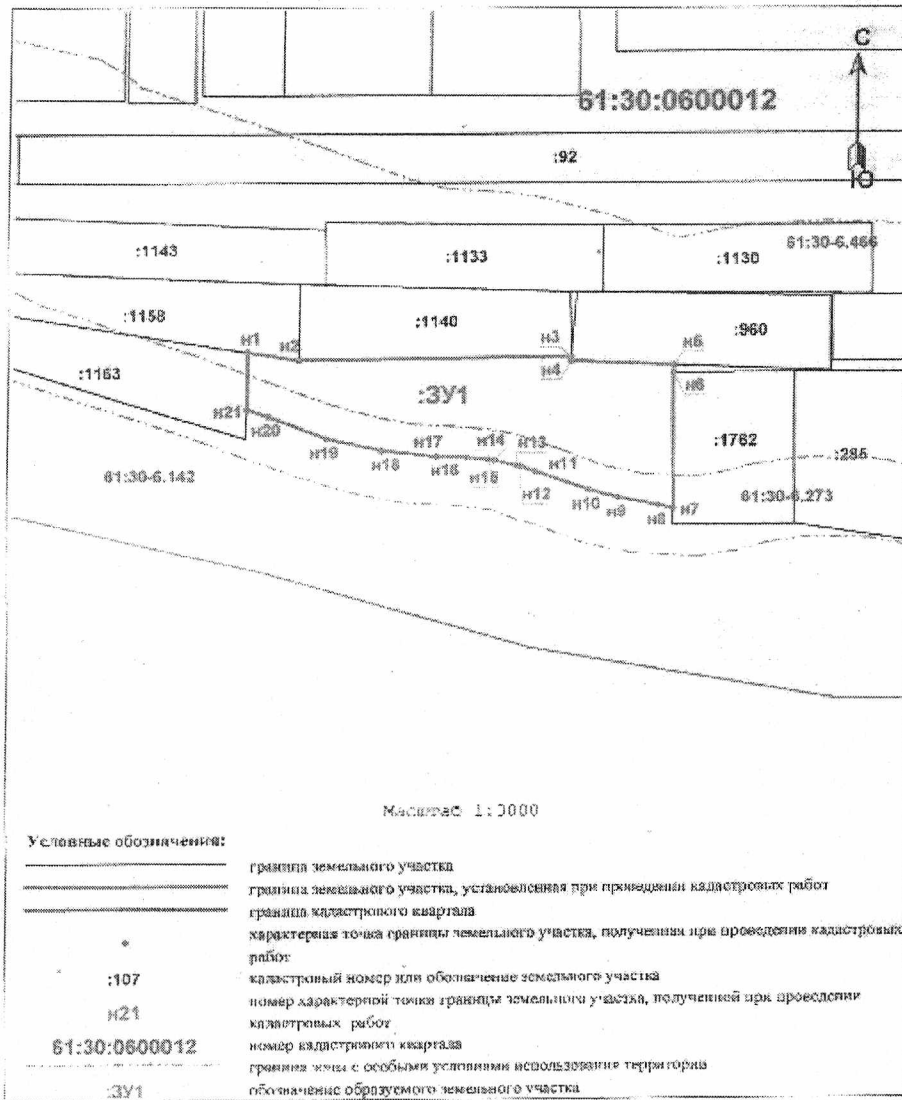 С
61:30:0600012
:92
Ю
:1143
:1133
:1130
61:30-6.466
:1158
:1140
:960
н1
н2
н3
н4
н5
н6
:1163
:ЗУ1
н21
н20
н19
н18
н17
н16
н14
н15
н13
н11
н12
н10
н9
н8
н7
:1762
:285
61:30-6.142
61:30-6.273
Масштаб 1:3000
Условные обозначения:
граница земельного участка
граница земельного участка, установленная при проведении кадастровых работ
граница кадастрового квартала
характерная точка границы земельного участка, полученная при проведении кадастровых
работ
:107
кадастровый номер или обозначение земельного участка
н21
номер характерной точки границы земельного участка, полученной при проведении
кадастровых работ
61:30:0600012
номер кадастрового квартала
граница зоны с особыми условиями использования территории
:ЗУ1
обозначение образуемого земельного участка